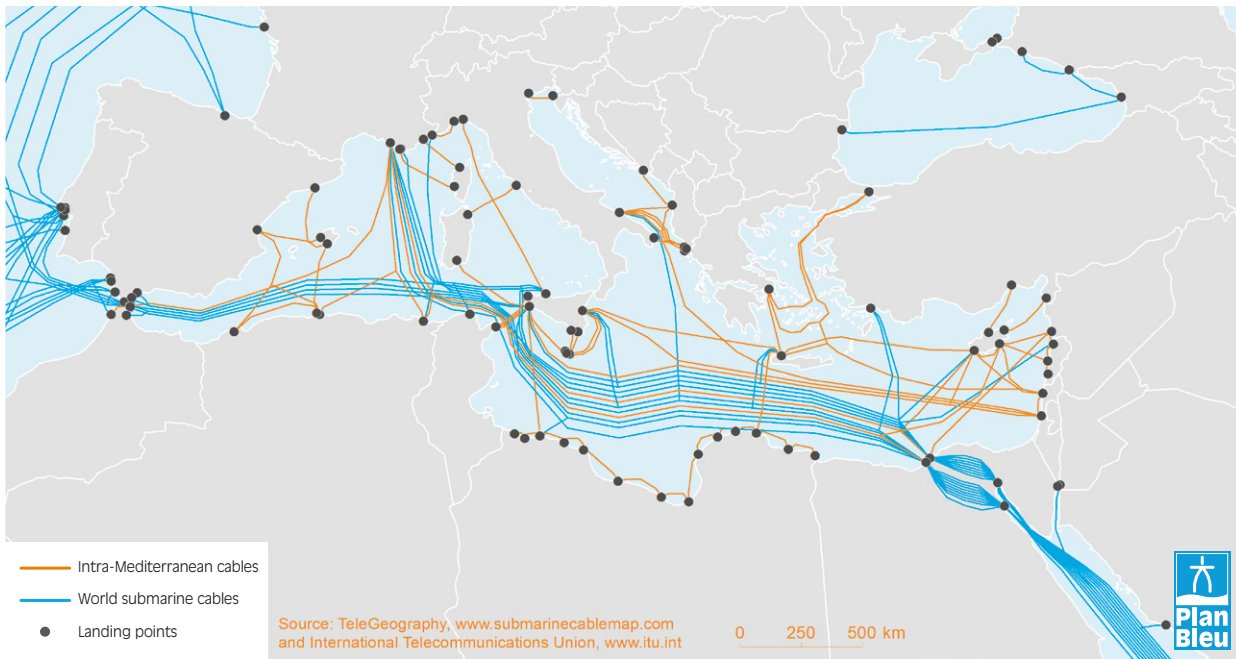 Intra-Mediterranean cables
World submarine cables
Landing points
Source: TeleGeography, www.submarinecablemap.com
and International Telecommunications Union, www.itu.int
0 250 500 km
Plan
Bleu